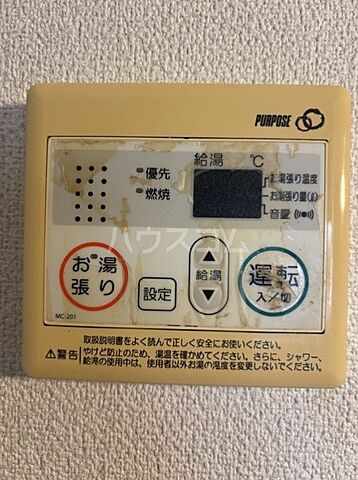 PURPOSE
給湯 ℃
優先
燃焼
お湯張り温度
お湯張り量(ℓ)
音量
お湯張り
設定
給湯
運転
入/切
MC-201
ハウスコム
取扱説明書をよく読んで正しく安全にお使いください。
警告
やけど防止のため、湯温を確かめてください。さらに、シャワー、
給湯の使用中は、使用者以外お湯の温度を変更しないでください。